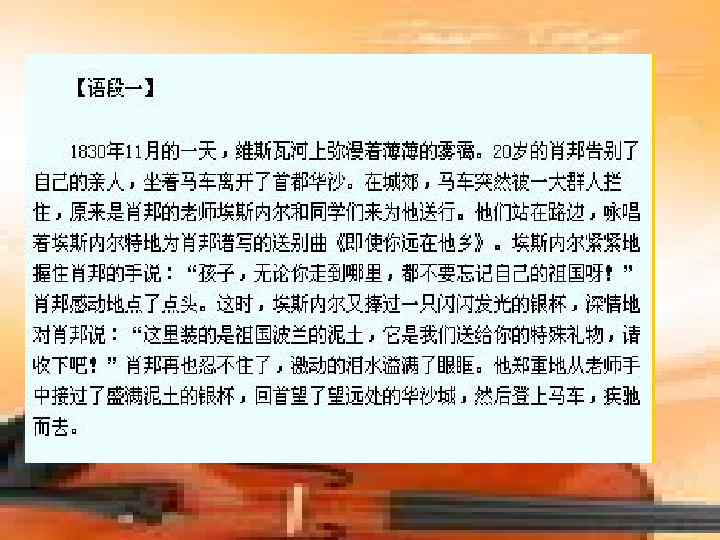 【语段一】
1830年11月的一天，维斯瓦河上弥漫着薄薄的雾霭。20岁的肖邦告别了
自己的亲人，坐着马车离开了首都华沙。在城郊，马车突然被一大群人拦
住，原来是肖邦的老师埃斯内尔和同学们来为他送行。他们站在路边，咏唱
着埃斯内尔特地为肖邦谱写的送别曲《即使你远在他乡》。埃斯内尔紧紧地
握住肖邦的手说：“孩子，无论你走到哪里，都不要忘记自己的祖国呀！”
肖邦感动地点了点头。这时，埃斯内尔又捧过一只闪闪发光的银杯，深情地
对肖邦说：“这里装的是祖国波兰的泥土，它是我们送给你的特殊礼物，请
收下吧！”肖邦再也忍不住了，激动的泪水溢满了眼眶。他郑重地从老师手
中接过了盛满泥土的银杯，回首望了望远处的华沙城，然后登上马车，疾驰
而去。